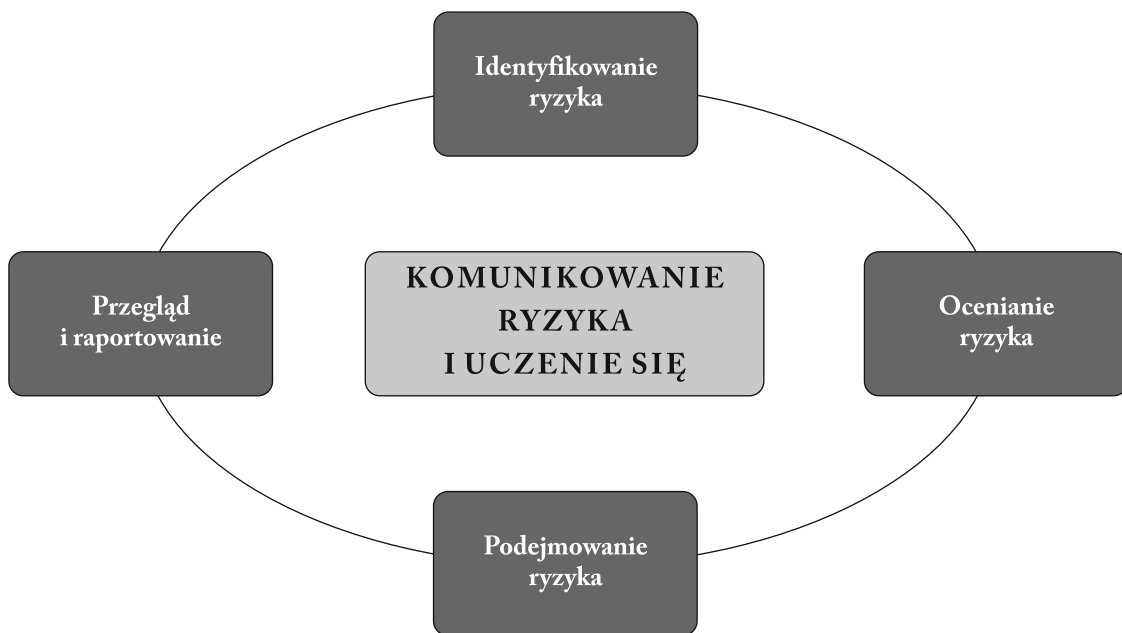 Identyfikowanie
ryzyka
Przegląd
i raportowanie
KOMUNIKOWANIE
RYZYKA
I UCZENIE SIĘ
Ocenianie
ryzyka
Podejmowanie
ryzyka